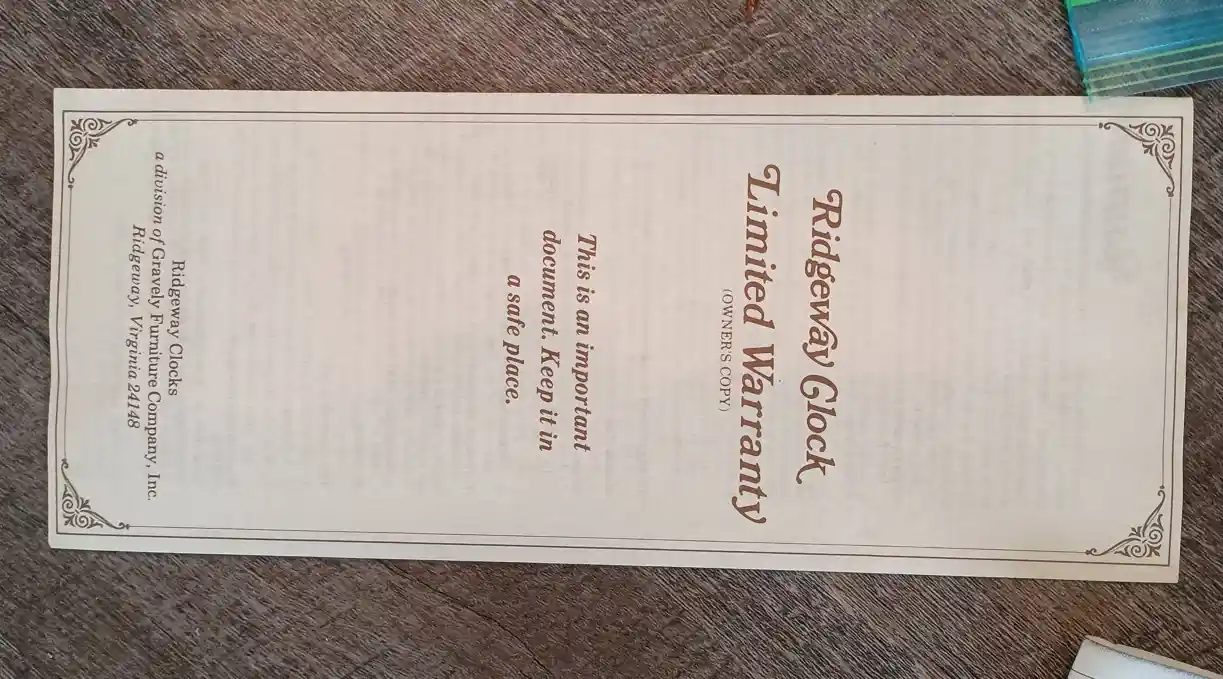 Ridgeway Clock
Limited Warranty
(OWNER'S COPY)
This is an important
document. Keep it in
a safe place.
Ridgeway Clocks
a division of Gravely Furniture Company, Inc.
Ridgeway, Virginia 24148